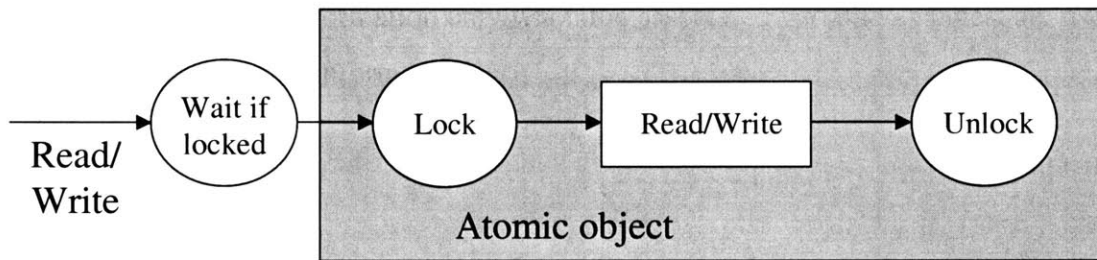 Read/
Write
Wait if
locked
Lock
Read/Write
Unlock
Atomic object